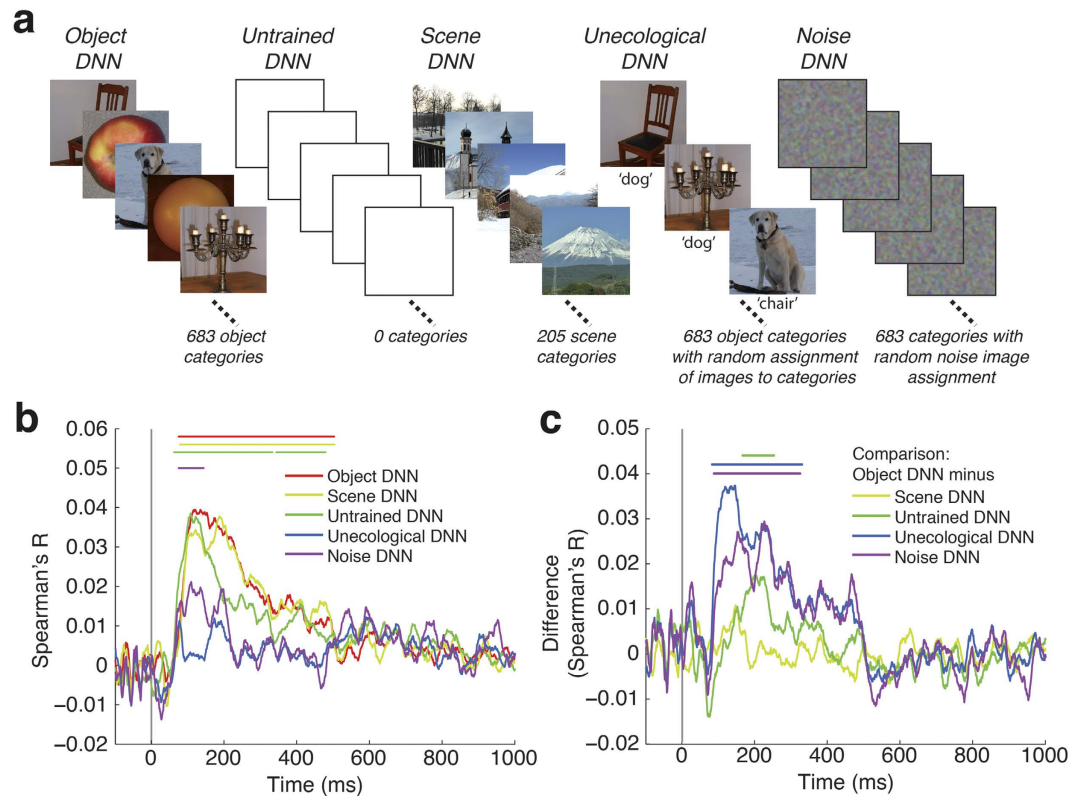 a
Object
DNN
Untrained
DNN
Scene
DNN
Unecological
DNN
Noise
DNN
'dog'
'dog'
'chair'
683 object
categories
0 categories
205 scene
categories
683 object categories
with random assignment
of images to categories
683 categories with
random noise image
assignment
b
0.06
0.05
0.04
0.03
0.02
0.01
0
−0.01
−0.02
Spearman's R
Object DNN
Scene DNN
Untrained DNN
Unecological DNN
Noise DNN
0
200
400
600
800
1000
Time (ms)
c
0.05
0.04
0.03
0.02
0.01
0
−0.01
−0.02
Difference
(Spearman's R)
Comparison:
Object DNN minus
Scene DNN
Untrained DNN
Unecological DNN
Noise DNN
0
200
400
600
800
1000
Time (ms)